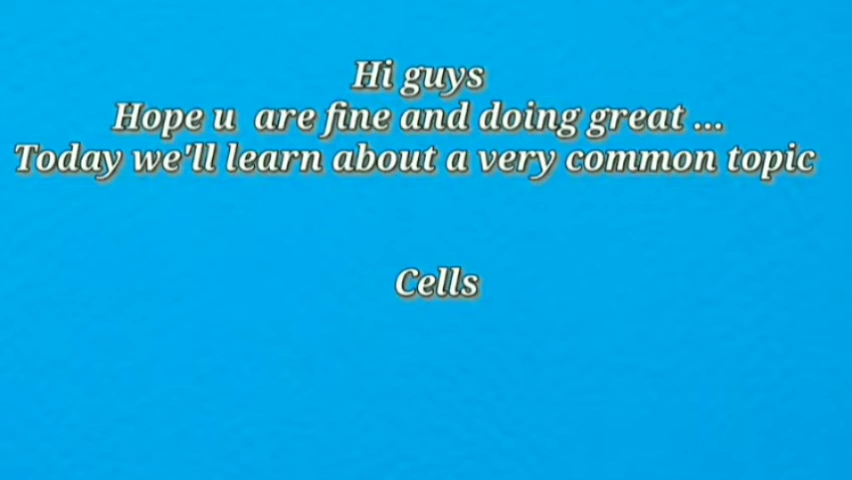 Hi guys
Hope u  are fine and doing great ...
Today we'll learn about a very common topic
Cells